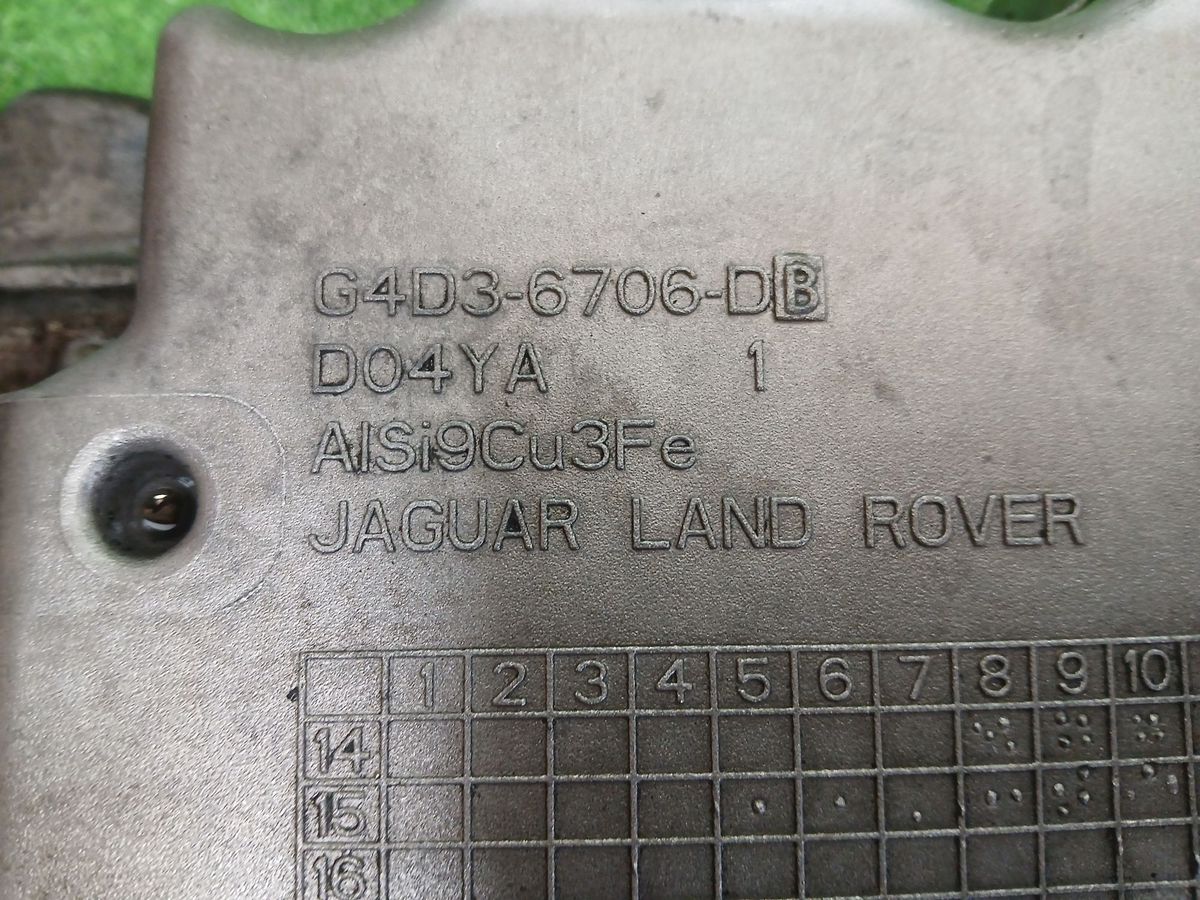 G4D3-6706-DB
D04YA 1
AlSi9Cu3Fe
JAGUAR LAND ROVER
1 2 3 4 5 6 7 8 9 10
14
15
16